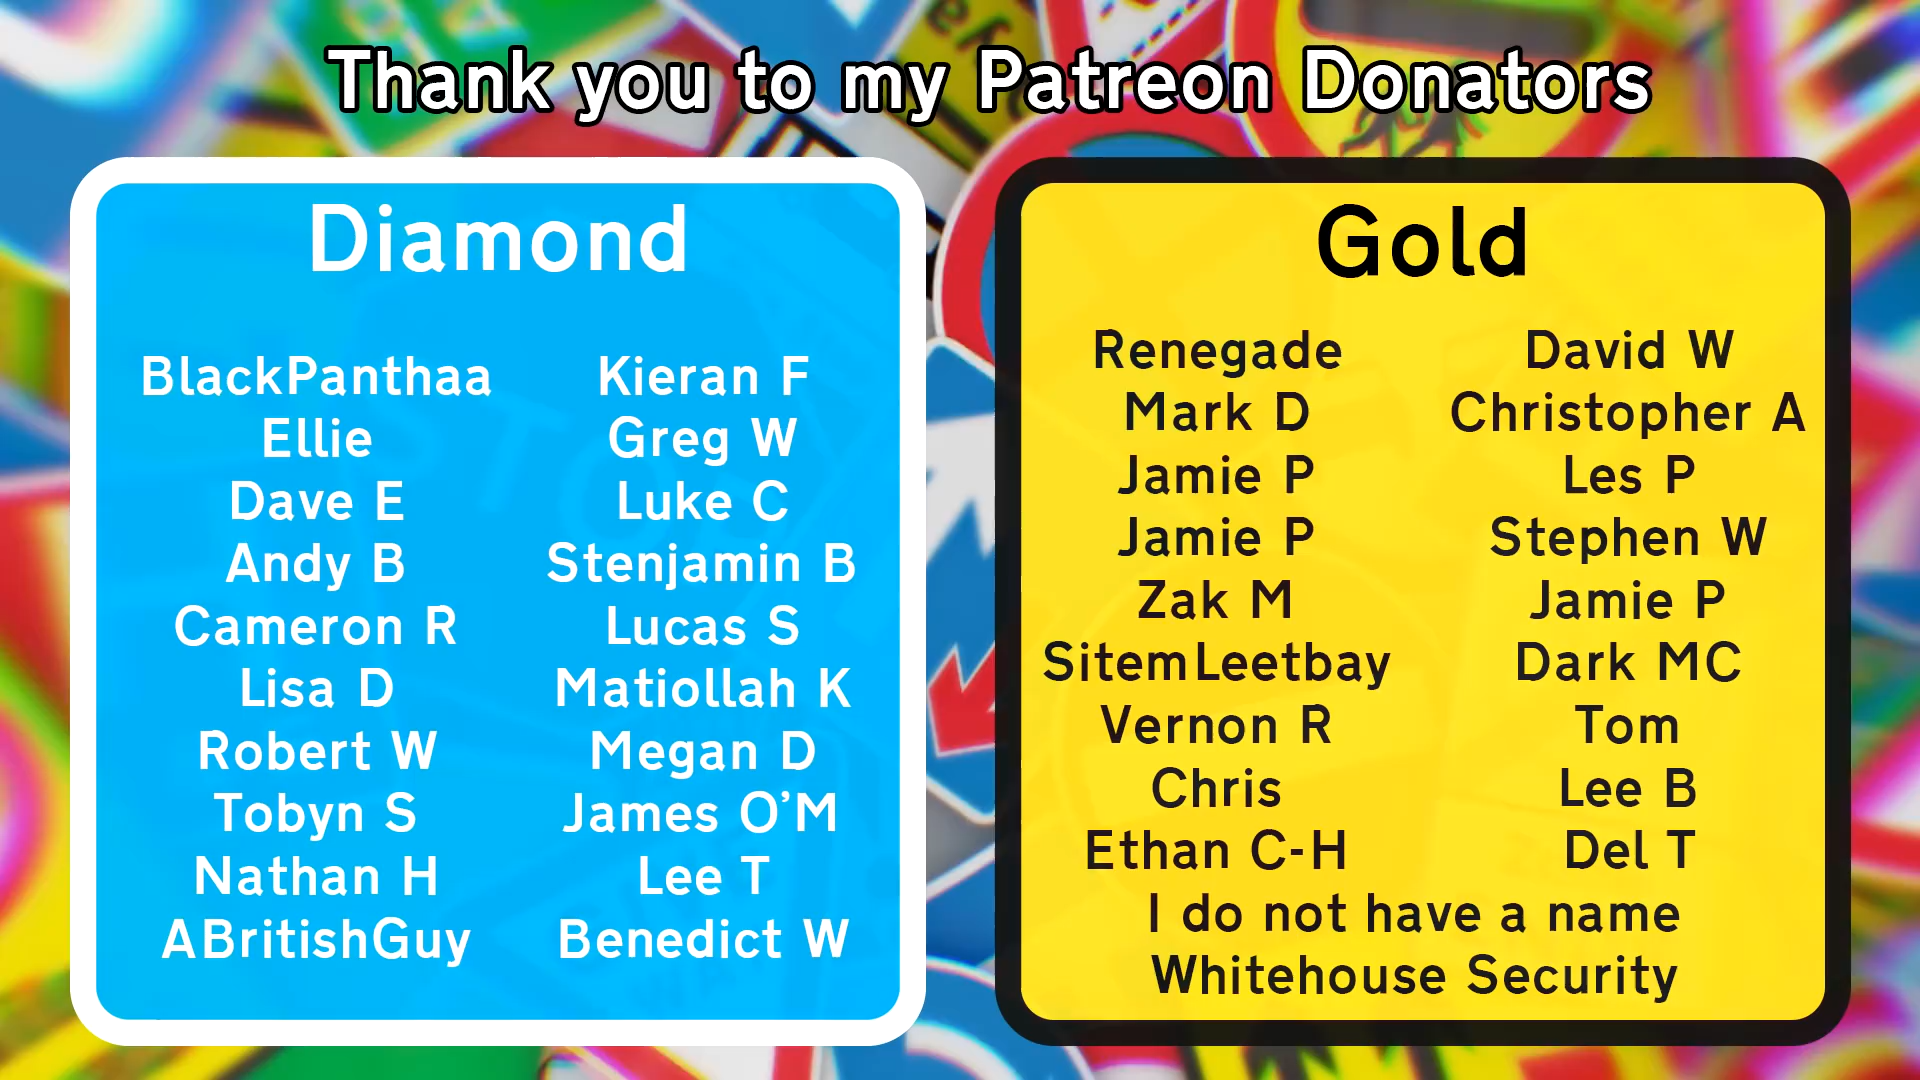 Thank you to my Patreon Donators
Diamond
BlackPanthaa
Ellie
Dave E
Andy B
Cameron R
Lisa D
Robert W
Tobyn S
Nathan H
ABritishGuy
Kieran F
Greg W
Luke C
Stenjamin B
Lucas S
Matiollah K
Megan D
James O'M
Lee T
Benedict W
Gold
Renegade
Mark D
Jamie P
Jamie P
Zak M
SitemLeetbay
Vernon R
Chris
Ethan C-H
David W
Christopher A
Les P
Stephen W
Jamie P
Dark MC
Tom
Lee B
Del T
I do not have a name
Whitehouse Security